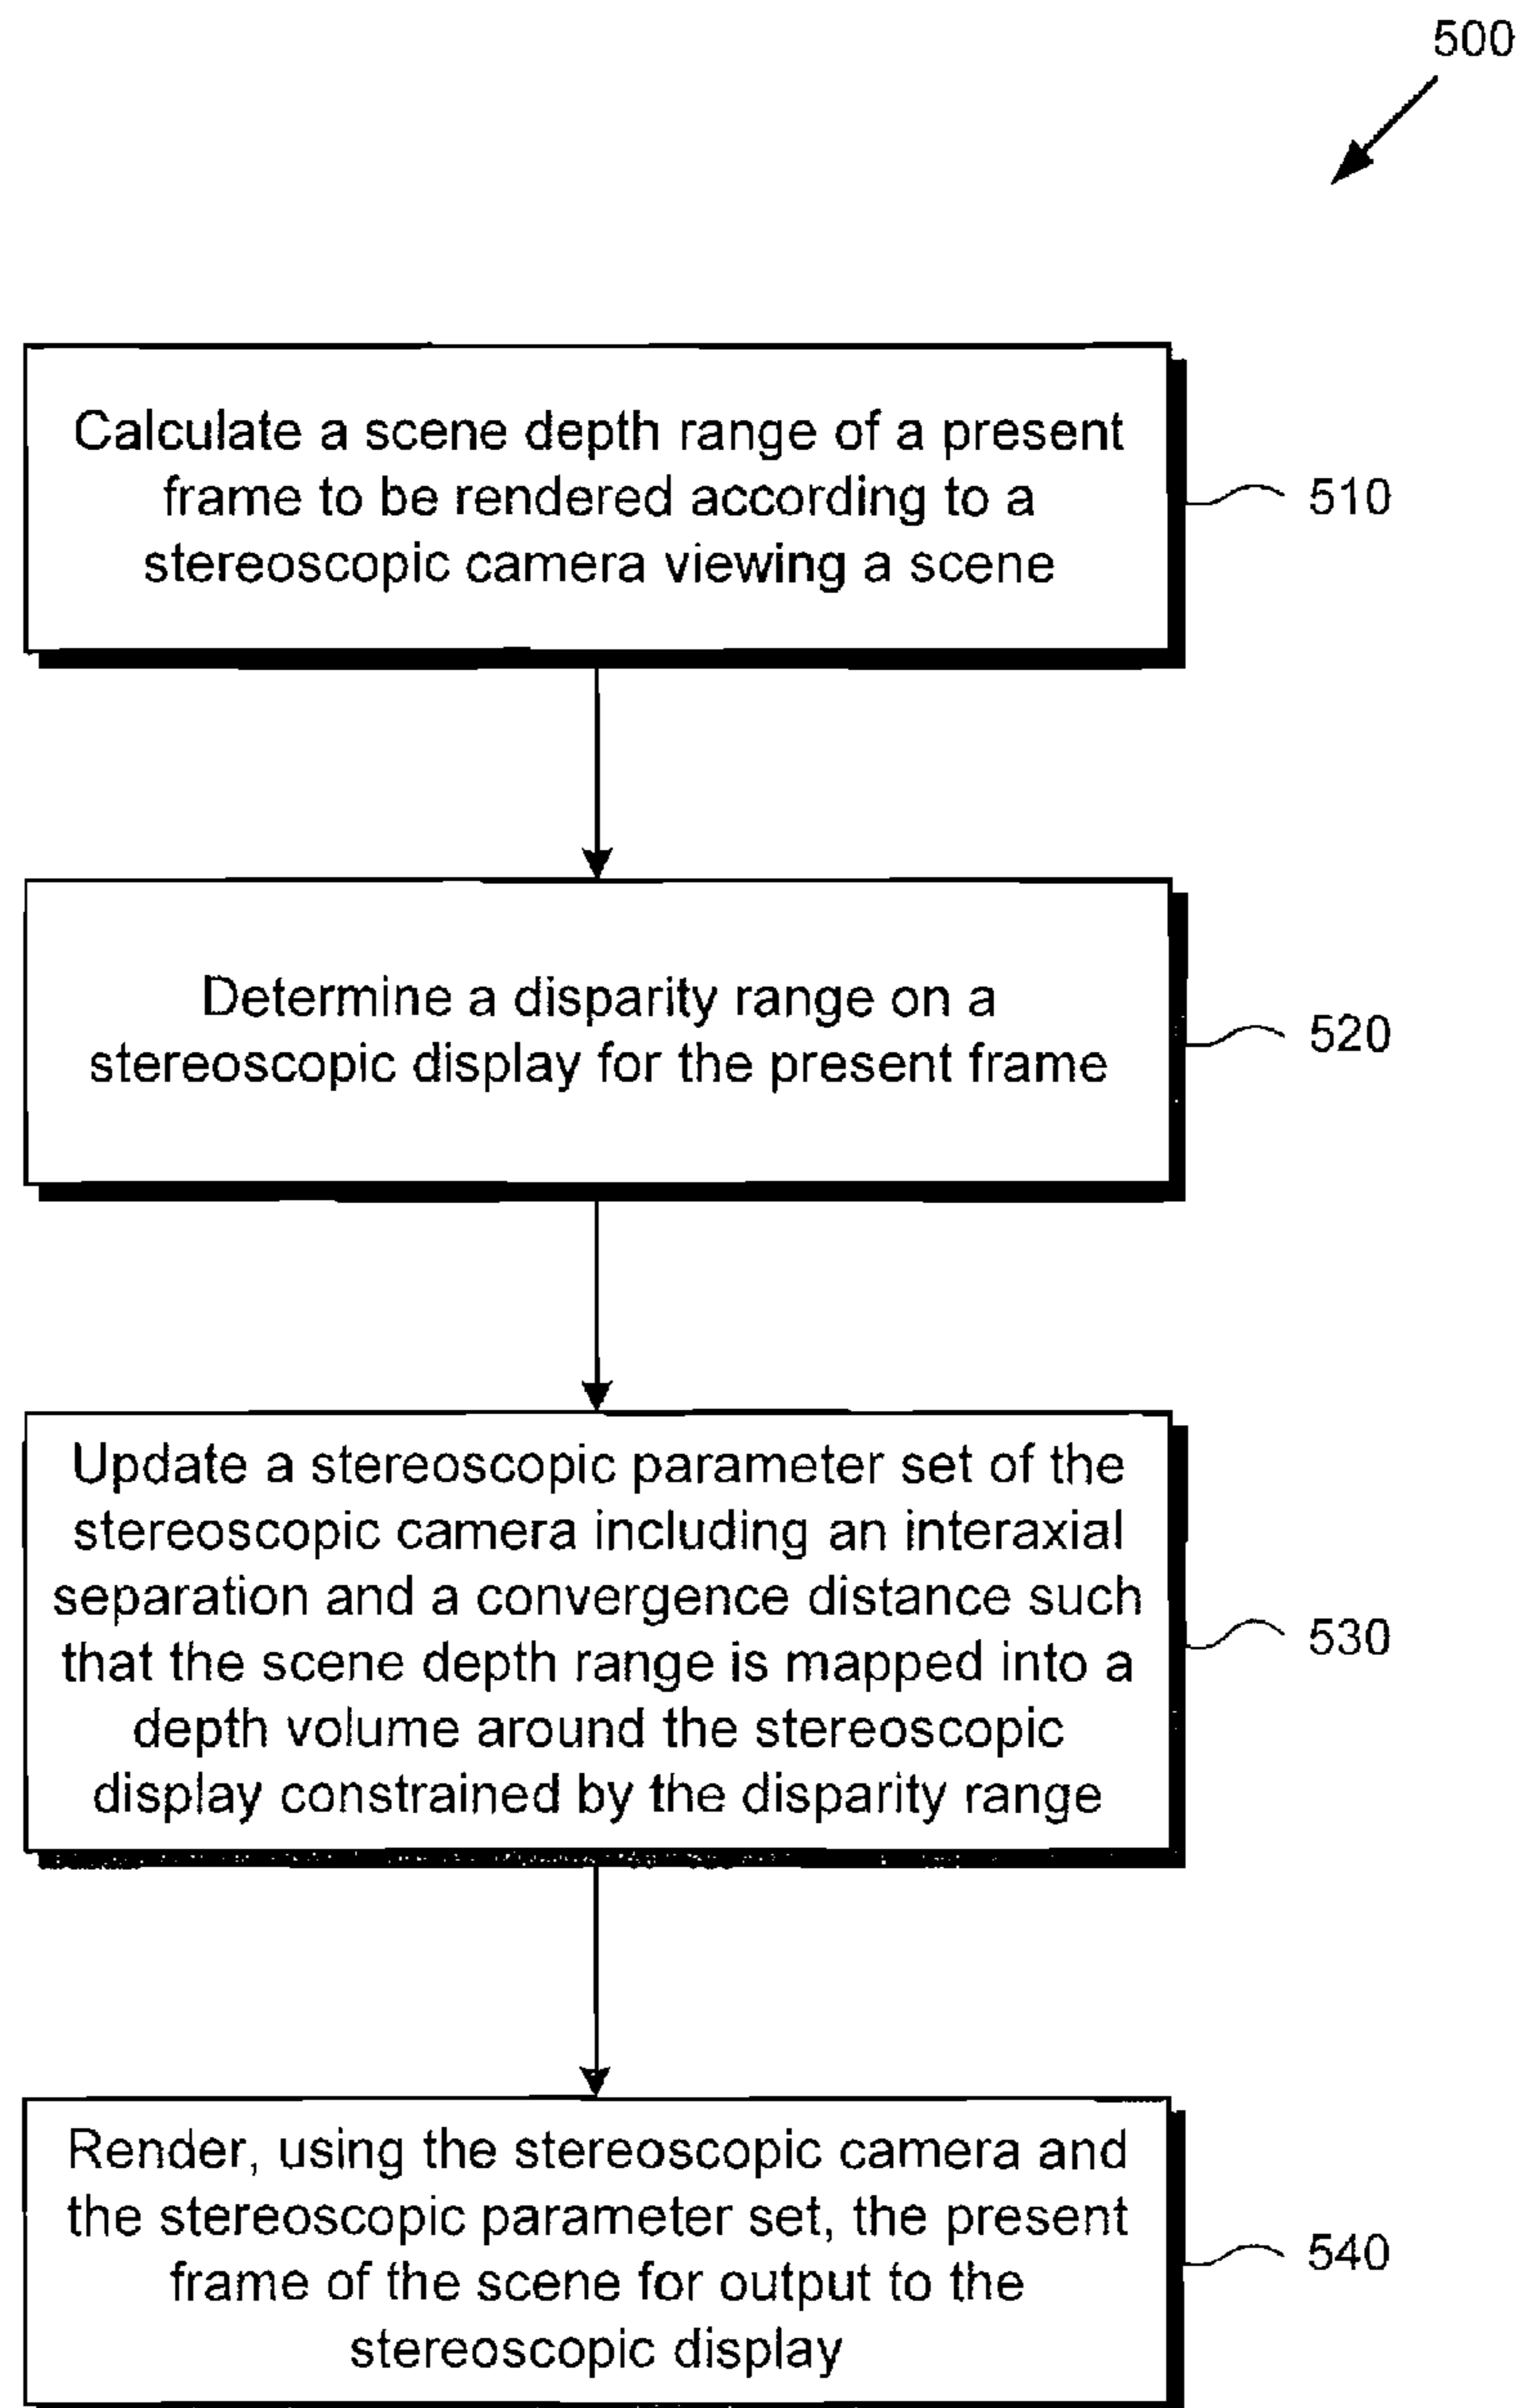 500
Calculate a scene depth range of a present
frame to be rendered according to a
stereoscopic camera viewing a scene
510
Determine a disparity range on a
stereoscopic display for the present frame
520
Update a stereoscopic parameter set of the
stereoscopic camera including an interaxial
separation and a convergence distance such
that the scene depth range is mapped into a
depth volume around the stereoscopic
display constrained by the disparity range
530
Render, using the stereoscopic camera and
the stereoscopic parameter set, the present
frame of the scene for output to the
stereoscopic display
540